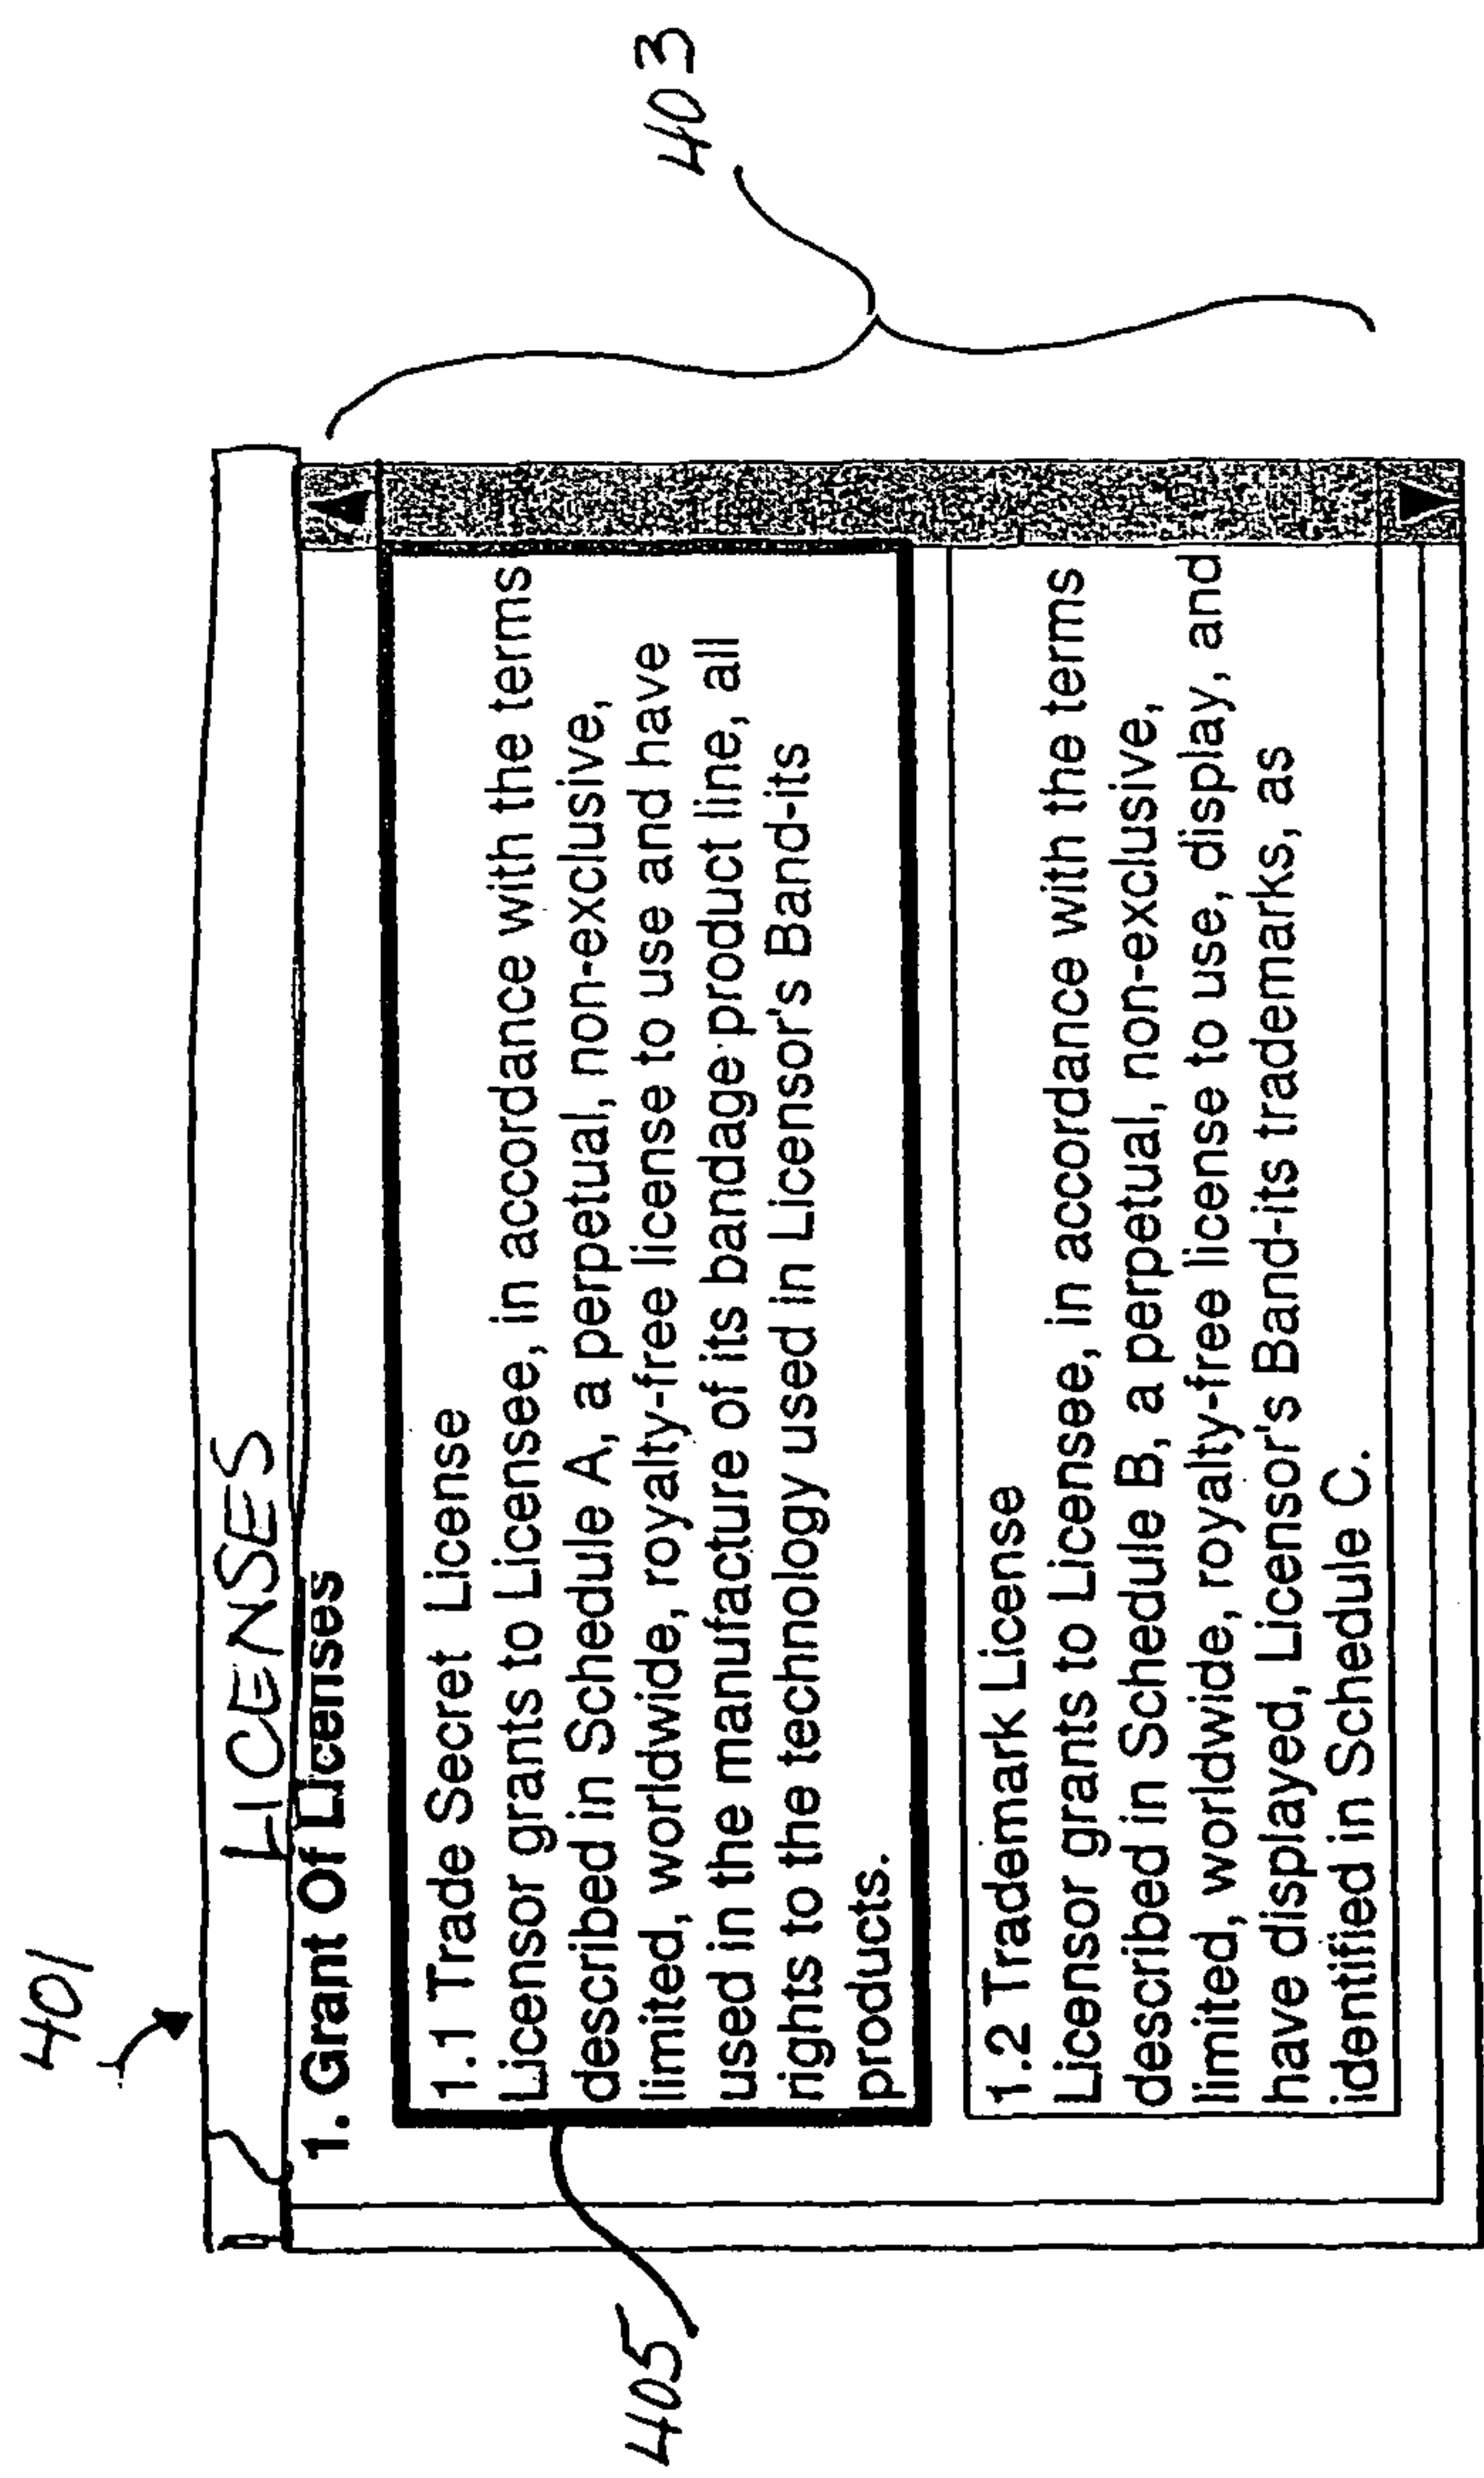 401
LICENSES
1. Grant Of Licenses
1.1 Trade Secret License
Licensor grants to Licensee, in accordance with the terms
described in Schedule A, a perpetual, non-exclusive,
limited, worldwide, royalty-free license to use and have
used in the manufacture of its bandage product line, all
rights to the technology used in Licensor's Band-its
products.
1.2 Trademark License
Licensor grants to Licensee, in accordance with the terms
described in Schedule B, a perpetual, non-exclusive,
limited, worldwide, royalty-free license to use, display, and
have displayed, Licensor's Band-its trademarks, as
identified in Schedule C.
403
405